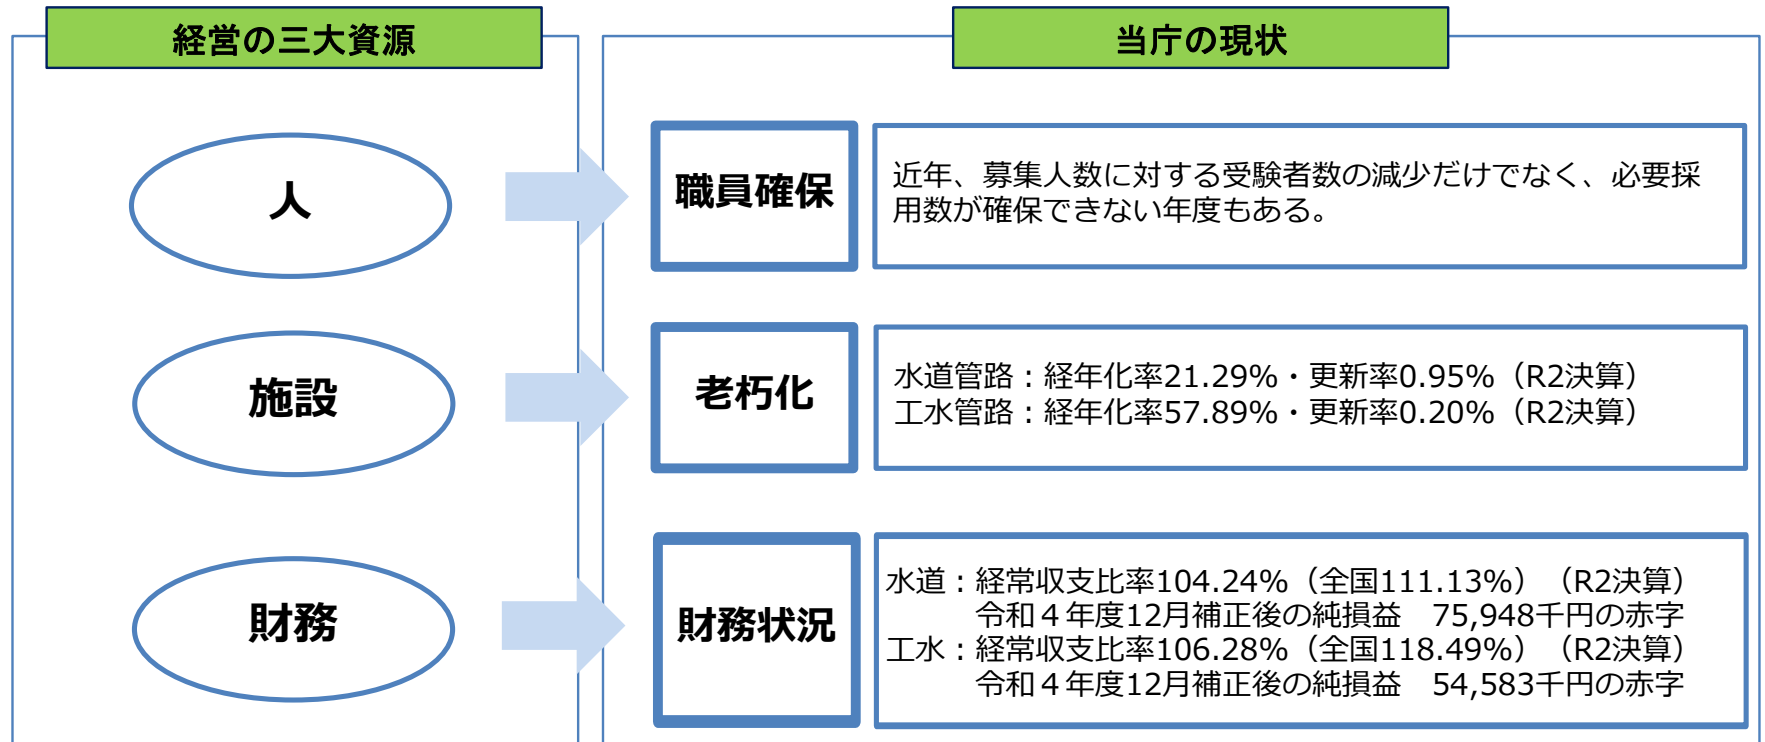 経営の三大資源
当庁の現状
人
職員確保
近年、募集人数に対する受験者数の減少だけでなく、必要採
用数が確保できない年度もある。
施設
老朽化
水道管路：経年化率21.29%・更新率0.95%（R2決算）
工水管路：経年化率57.89%・更新率0.20%（R2決算）
財務
財務状況
水道：経常収支比率104.24%（全国111.13%）（R2決算）
令和４年度12月補正後の純損益　75,948千円の赤字
工水：経常収支比率106.28%（全国118.49%）（R2決算）
令和４年度12月補正後の純損益　54,583千円の赤字